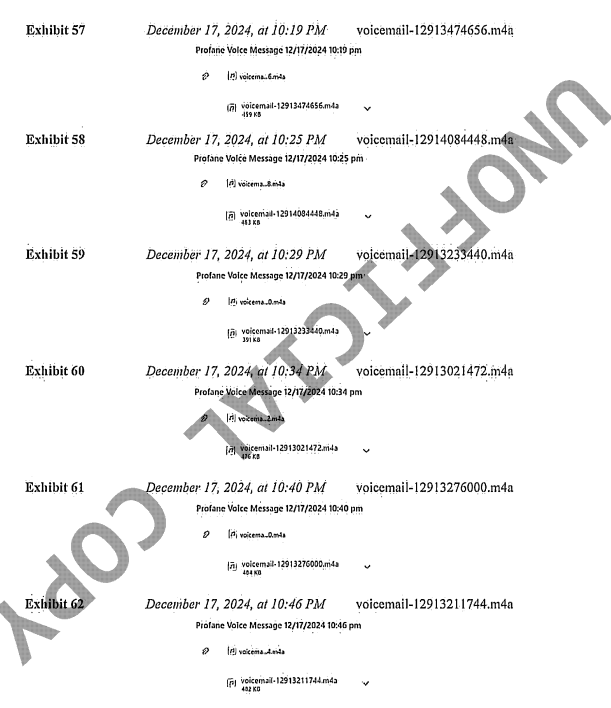 Exhibit 57 December 17, 2024, at 10:19 PM voicemail-12913474656.m4a
Profane Voice Message 12/17/2024 10:19 pm
voicema...6.m4a
voicemail-12913474656.m4a
459 KB
Exhibit 58 December 17, 2024, at 10:25 PM voicemail-12914084448.m4a
Profane Voice Message 12/17/2024 10:25 pm
voicema...8.m4a
voicemail-12914084448.m4a
483 KB
Exhibit 59 December 17, 2024, at 10:29 PM voicemail-12913233440.m4a
Profane Voice Message 12/17/2024 10:29 pm
voicema...0.m4a
voicemail-12913233440.m4a
391 KB
Exhibit 60 December 17, 2024, at 10:34 PM voicemail-12913021472.m4a
Profane Voice Message 12/17/2024 10:34 pm
voicema...2.m4a
voicemail-12913021472.m4a
476 KB
Exhibit 61 December 17, 2024, at 10:40 PM voicemail-12913276000.m4a
Profane Voice Message 12/17/2024 10:40 pm
voicema...0.m4a
voicemail-12913276000.m4a
404 KB
Exhibit 62 December 17, 2024, at 10:46 PM voicemail-12913211744.m4a
Profane Voice Message 12/17/2024 10:46 pm
voicema...4.m4a
voicemail-12913211744.m4a
402 KB
UNOFFICIAL COPY